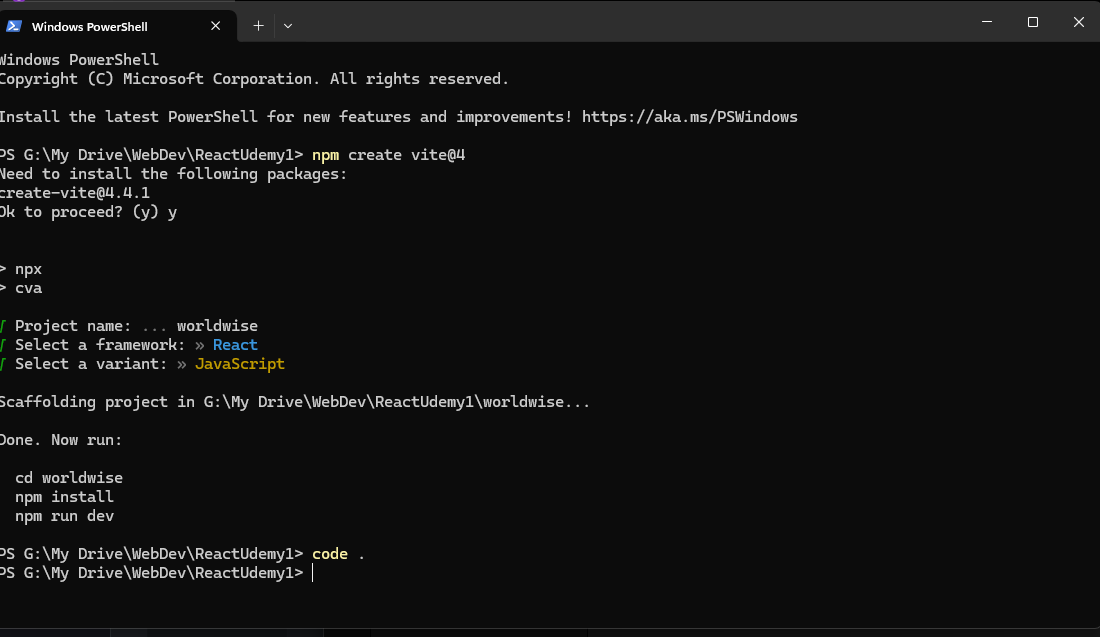 Windows PowerShell
Windows PowerShell
Copyright (C) Microsoft Corporation. All rights reserved.
Install the latest PowerShell for new features and improvements! https://aka.ms/PSWindows
PS G:\My Drive\WebDev\ReactUdemy1> npm create vite@4
Need to install the following packages:
create-vite@4.4.1
Ok to proceed? (y) y
> npx
> cva
√ Project name: ... worldwise
√ Select a framework: » React
√ Select a variant: » JavaScript
Scaffolding project in G:\My Drive\WebDev\ReactUdemy1\worldwise...
Done. Now run:
cd worldwise
npm install
npm run dev
PS G:\My Drive\WebDev\ReactUdemy1> code .
PS G:\My Drive\WebDev\ReactUdemy1>